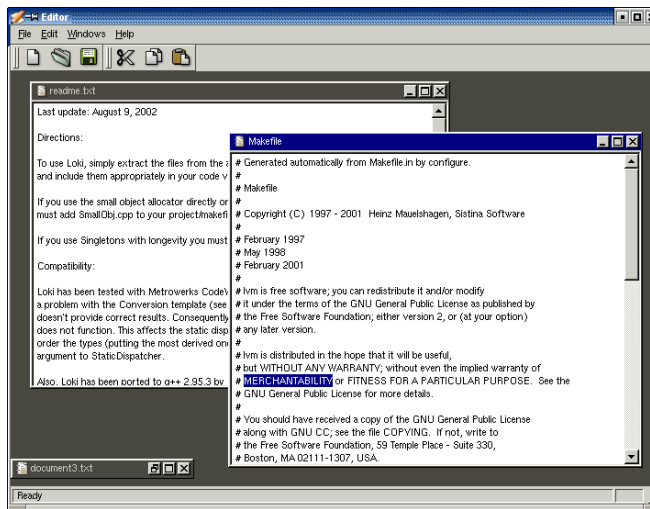 Editor
File Edit Windows Help
readme.txt
Last update: August 9, 2002
Directions:
To use Loki, simply extract the files from the
and include them appropriately in your code
If you use the small object allocator directly or
must add SmallObj.cpp to your project/makefi
If you use Singletons with longevity you must
Compatibility:
Loki has been tested with Metrowerks Code
a problem with the Conversion template (see
doesn't provide correct results. Consequently
does not function. This affects the static disp
order the types (putting the most derived one
argument to StaticDispatcher.
Also, Loki has been ported to g++ 2.95.3 by
Makefile
# Generated automatically from Makefile.in by configure.
#
# Makefile
#
# Copyright (C) 1997 - 2001 Heinz Mauelshagen, Sistina Software
#
# February 1997
# May 1998
# February 2001
#
# lvm is free software; you can redistribute it and/or modify
# it under the terms of the GNU General Public License as published by
# the Free Software Foundation; either version 2, or (at your option)
# any later version.
#
# lvm is distributed in the hope that it will be useful,
# but WITHOUT ANY WARRANTY; without even the implied warranty of
# MERCHANTABILITY or FITNESS FOR A PARTICULAR PURPOSE. See the
# GNU General Public License for more details.
#
# You should have received a copy of the GNU General Public License
# along with GNU CC; see the file COPYING. If not, write to
# the Free Software Foundation, 59 Temple Place - Suite 330,
# Boston, MA 02111-1307, USA.
document3.txt
Ready